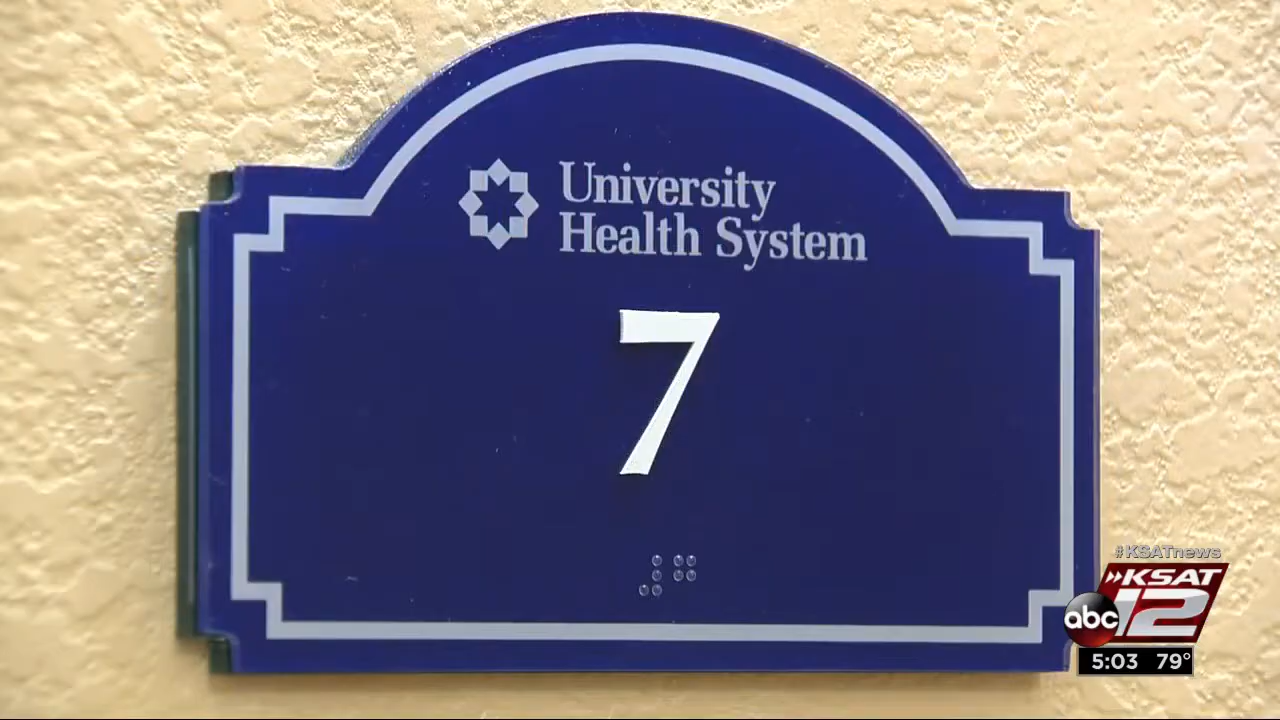 University
Health System
7
⠼⠛
#KSATnews
KSAT
abc 12
5:03 79°